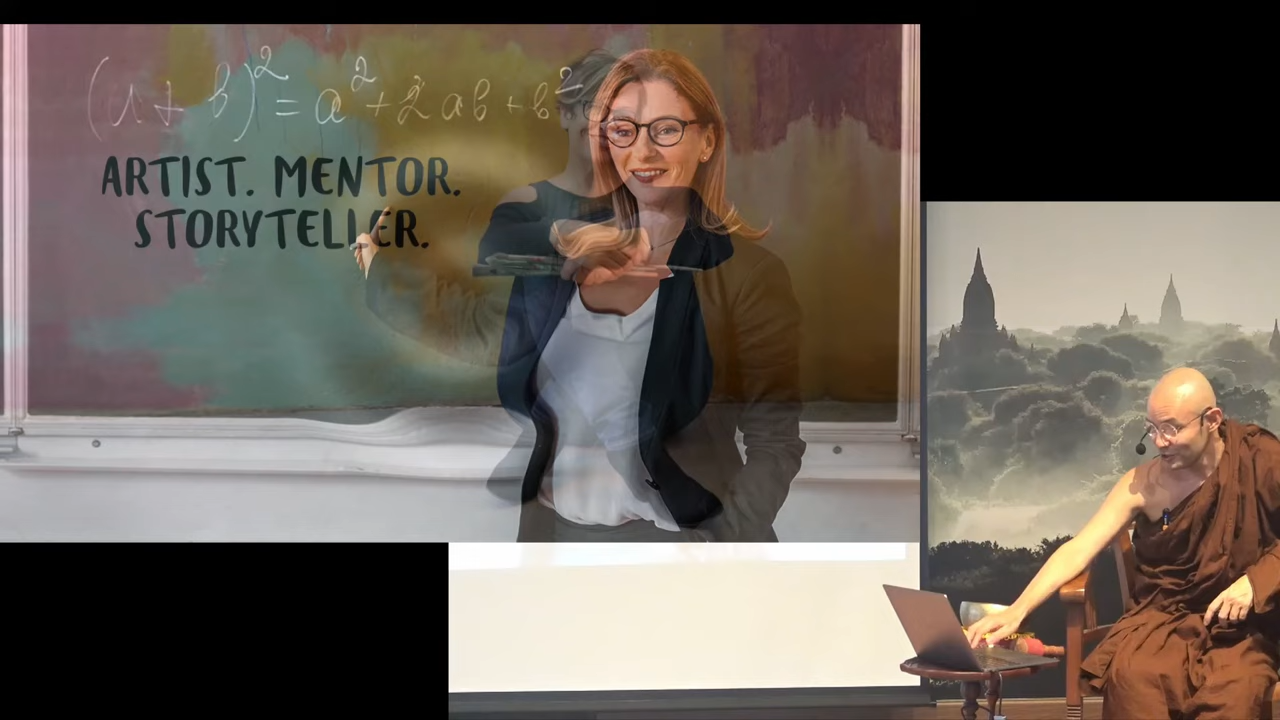 (a + b)² = a² + 2ab + b²
ARTIST. MENTOR.
STORYTELLER.